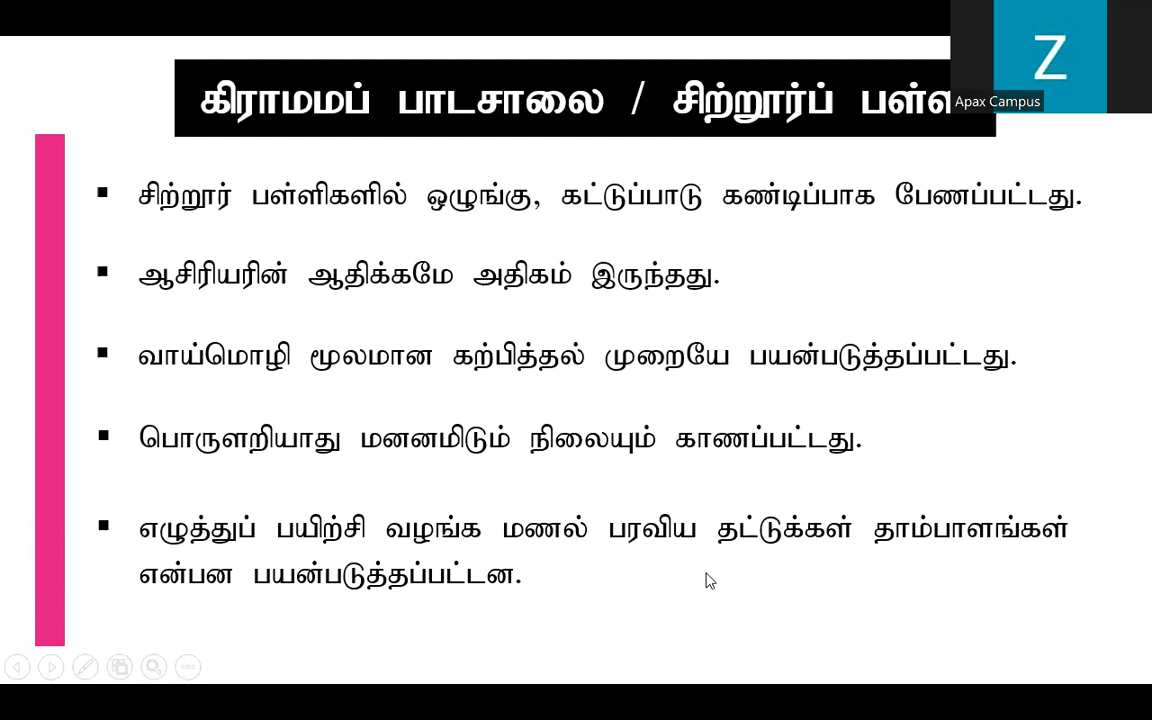 கிராமமப் பாடசாலை / சிற்றூர்ப்
Z
Apax Campus
▪ சிற்றூர் பள்ளிகளில் ஒழுங்கு, கட்டுப்பாடு கண்டிப்பாக பேணப்பட்டது.
▪ ஆசிரியரின் ஆதிக்கமே அதிகம் இருந்தது.
▪ வாய்மொழி மூலமான கற்பித்தல் முறையே பயன்படுத்தப்பட்டது.
▪ பொருளறியாது மனனமிடும் நிலையும் காணப்பட்டது.
▪ எழுத்துப் பயிற்சி வழங்க மணல் பரவிய தட்டுக்கள் தாம்பாளங்கள்
என்பன பயன்படுத்தப்பட்டன.